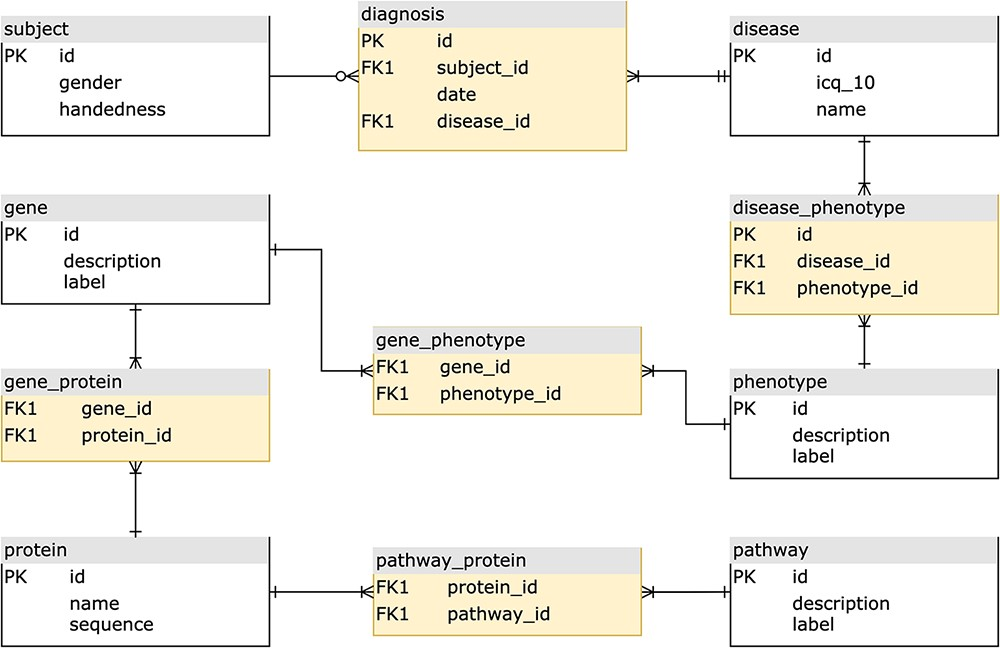 subject
PK id
gender
handedness
diagnosis
PK id
FK1 subject_id
date
FK1 disease_id
disease
PK id
icq_10
name
gene
PK id
description
label
disease_phenotype
PK id
FK1 disease_id
FK1 phenotype_id
gene_phenotype
FK1 gene_id
FK1 phenotype_id
gene_protein
FK1 gene_id
FK1 protein_id
phenotype
PK id
description
label
protein
PK id
name
sequence
pathway_protein
FK1 protein_id
FK1 pathway_id
pathway
PK id
description
label